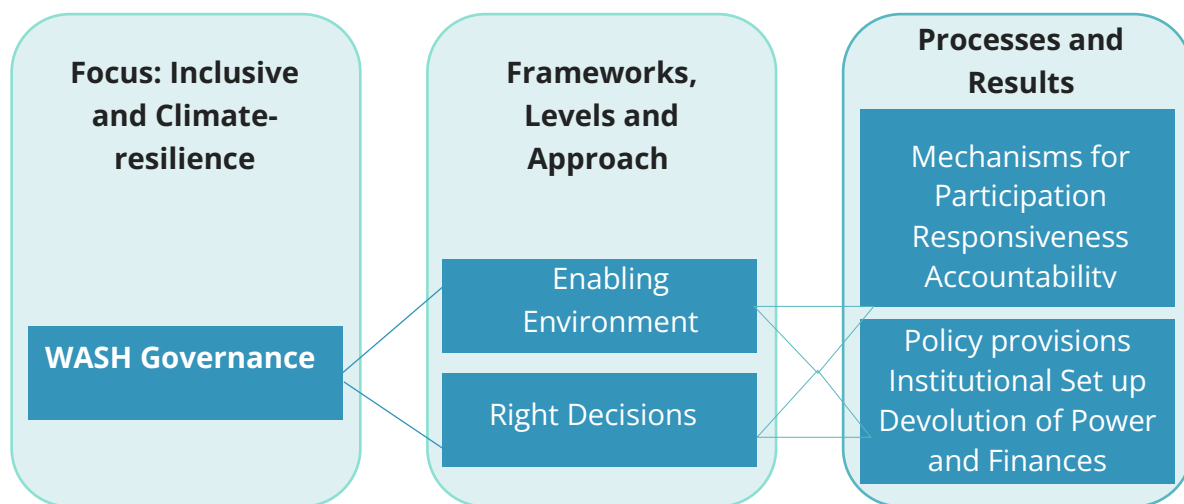 Focus: Inclusive
and Climate-
resilience
WASH Governance
Frameworks,
Levels and
Approach
Enabling
Environment
Right Decisions
Processes and
Results
Mechanisms for
Participation
Responsiveness
Accountability
Policy provisions
Institutional Set up
Devolution of Power
and Finances